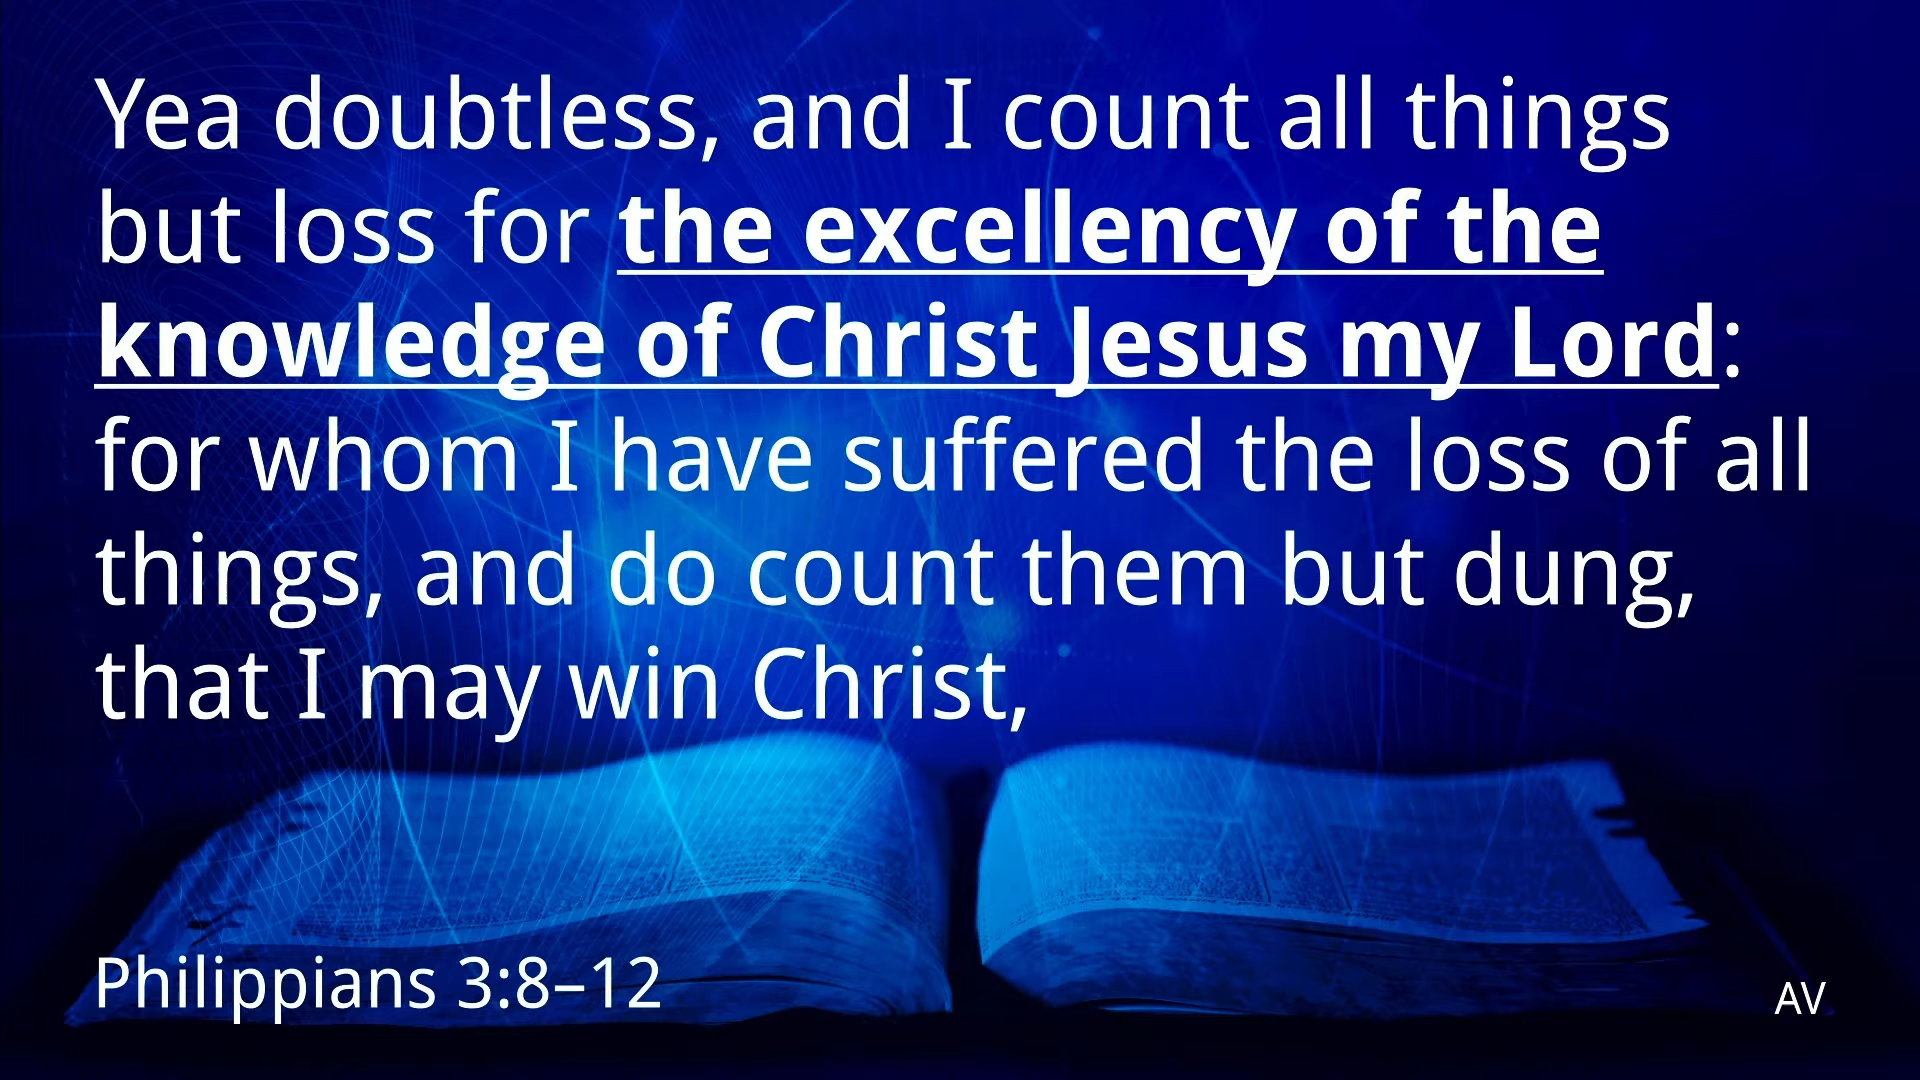 Yea doubtless, and I count all things
but loss for the excellency of the
knowledge of Christ Jesus my Lord:
for whom I have suffered the loss of all
things, and do count them but dung,
that I may win Christ,
Philippians 3:8–12
AV